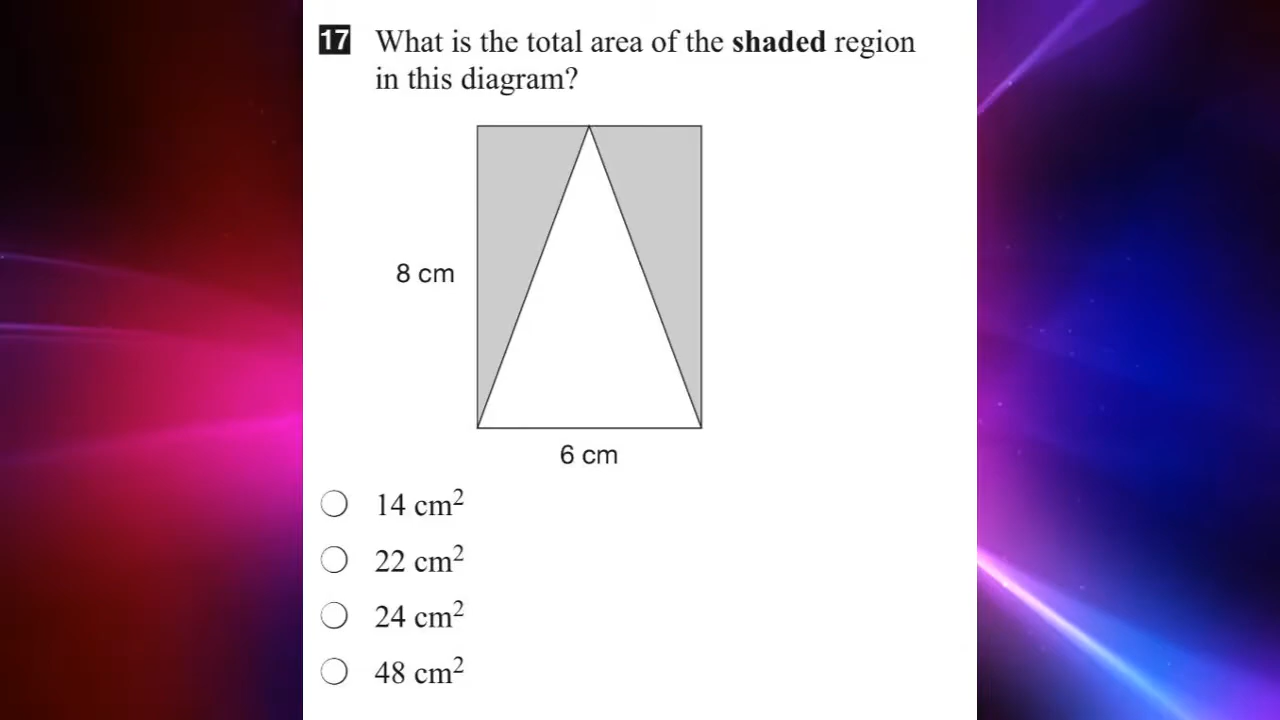 17 What is the total area of the shaded region
in this diagram?
8 cm
6 cm
14 cm²
22 cm²
24 cm²
48 cm²